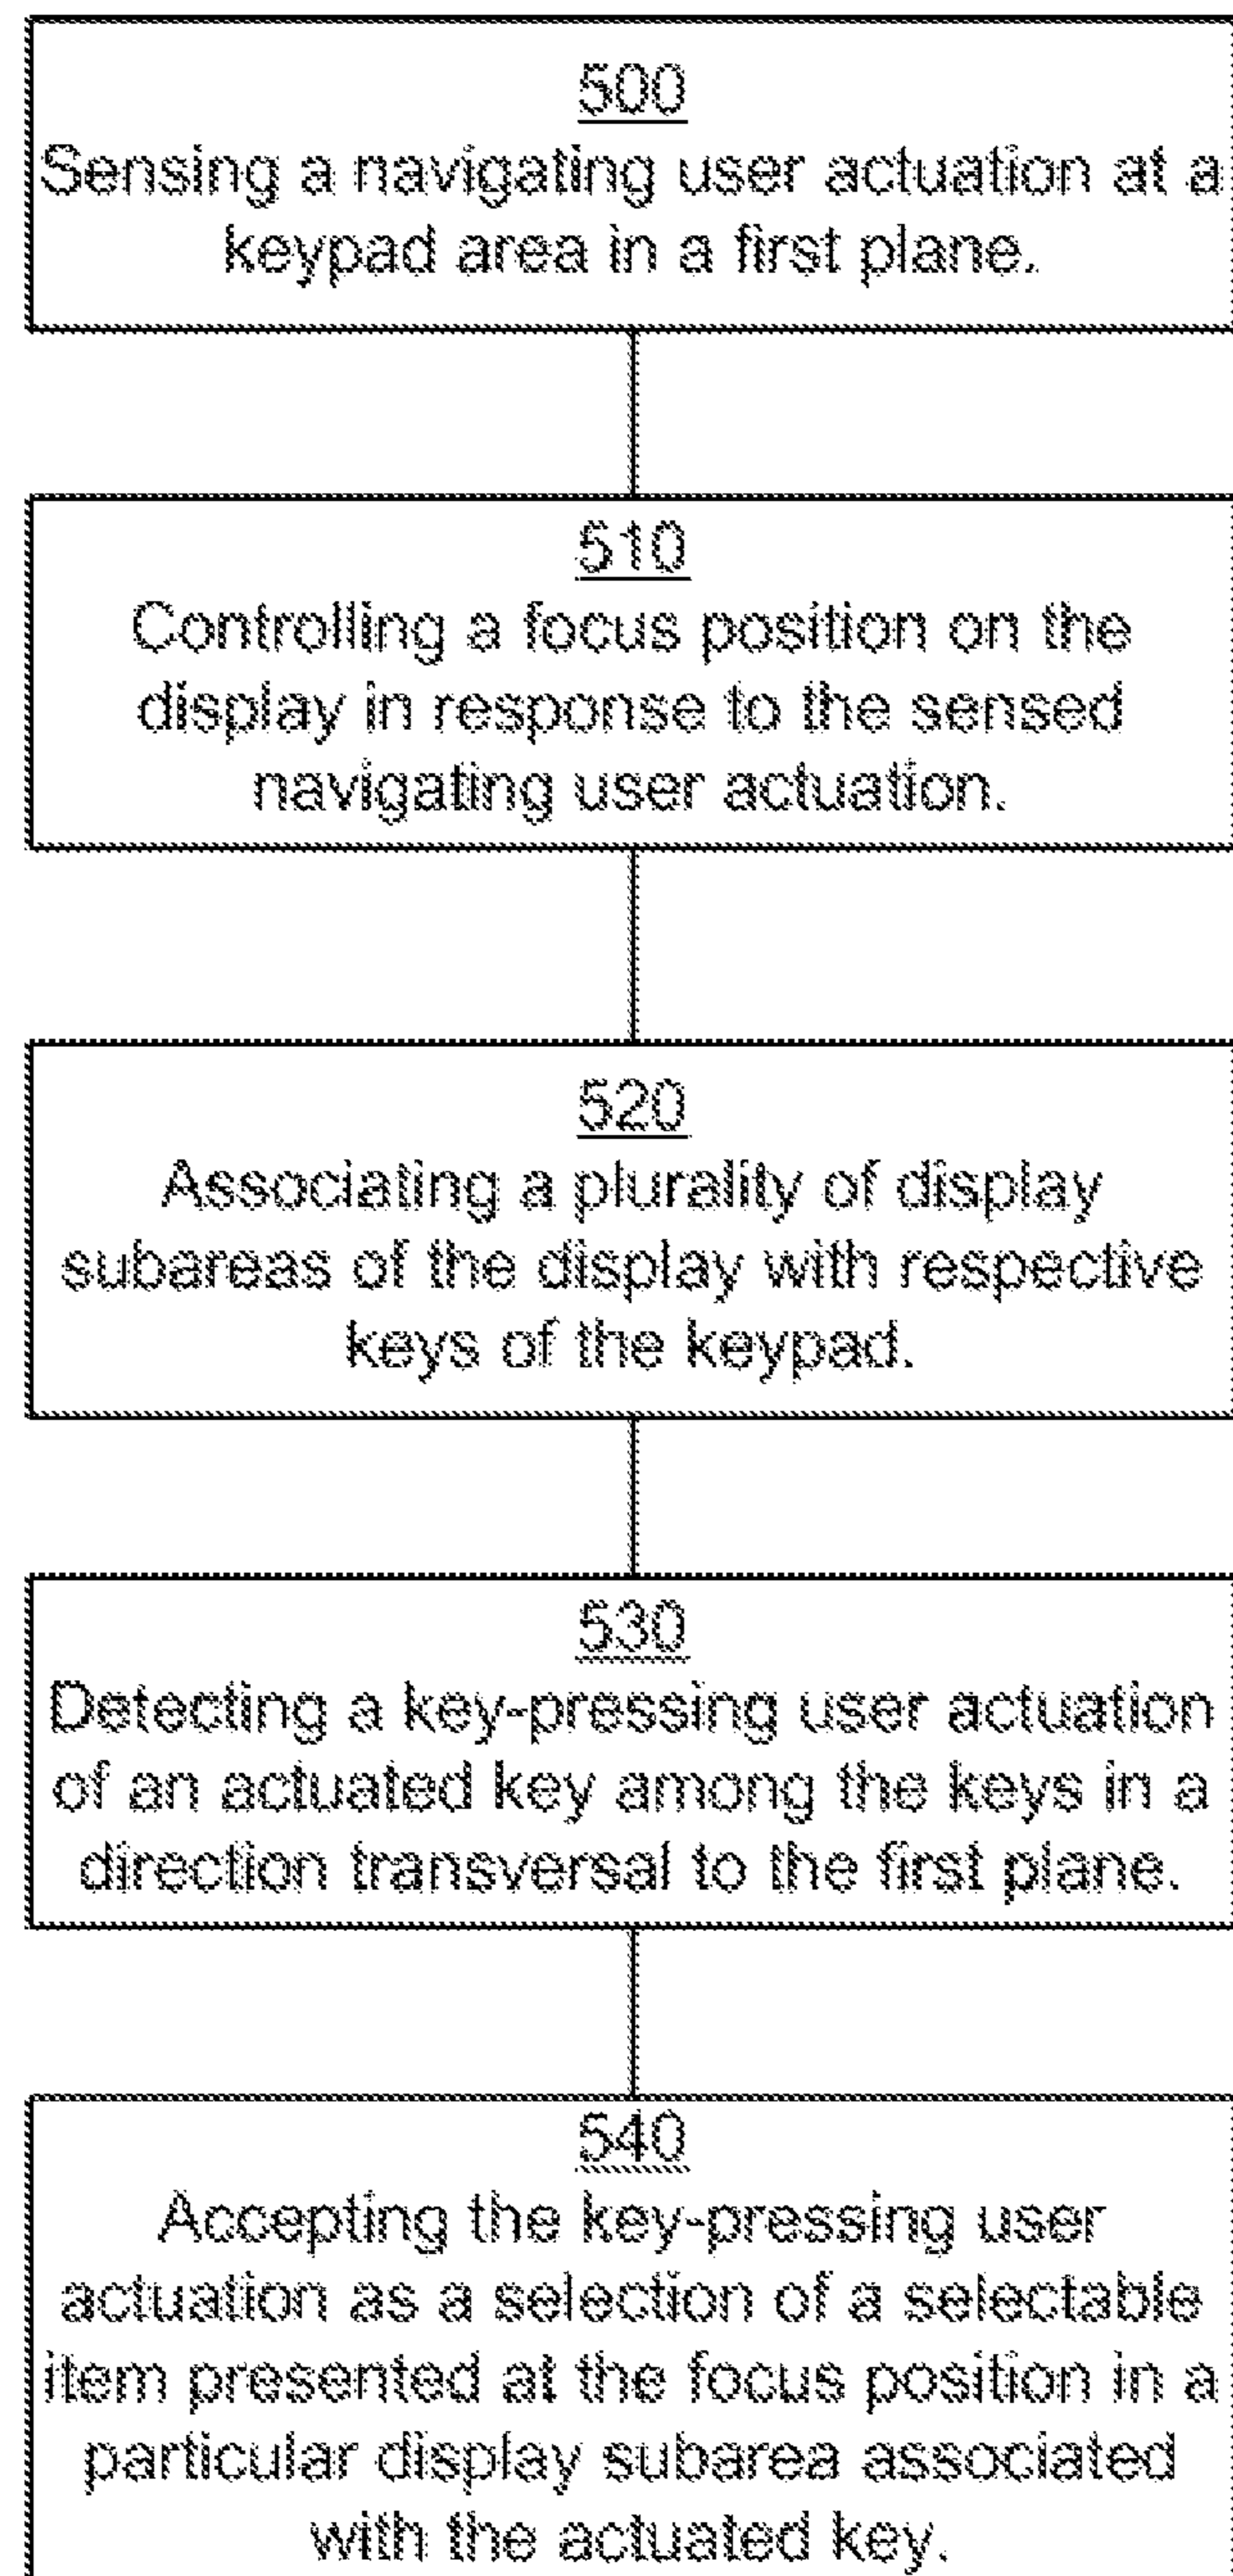 500
Sensing a navigating user actuation at a
keypad area in a first plane.
510
Controlling a focus position on the
display in response to the sensed
navigating user actuation.
520
Associating a plurality of display
subareas of the display with respective
keys of the keypad.
530
Detecting a key-pressing user actuation
of an actuated key among the keys in a
direction transversal to the first plane.
540
Accepting the key-pressing user
actuation as a selection of a selectable
item presented at the focus position in a
particular display subarea associated
with the actuated key.